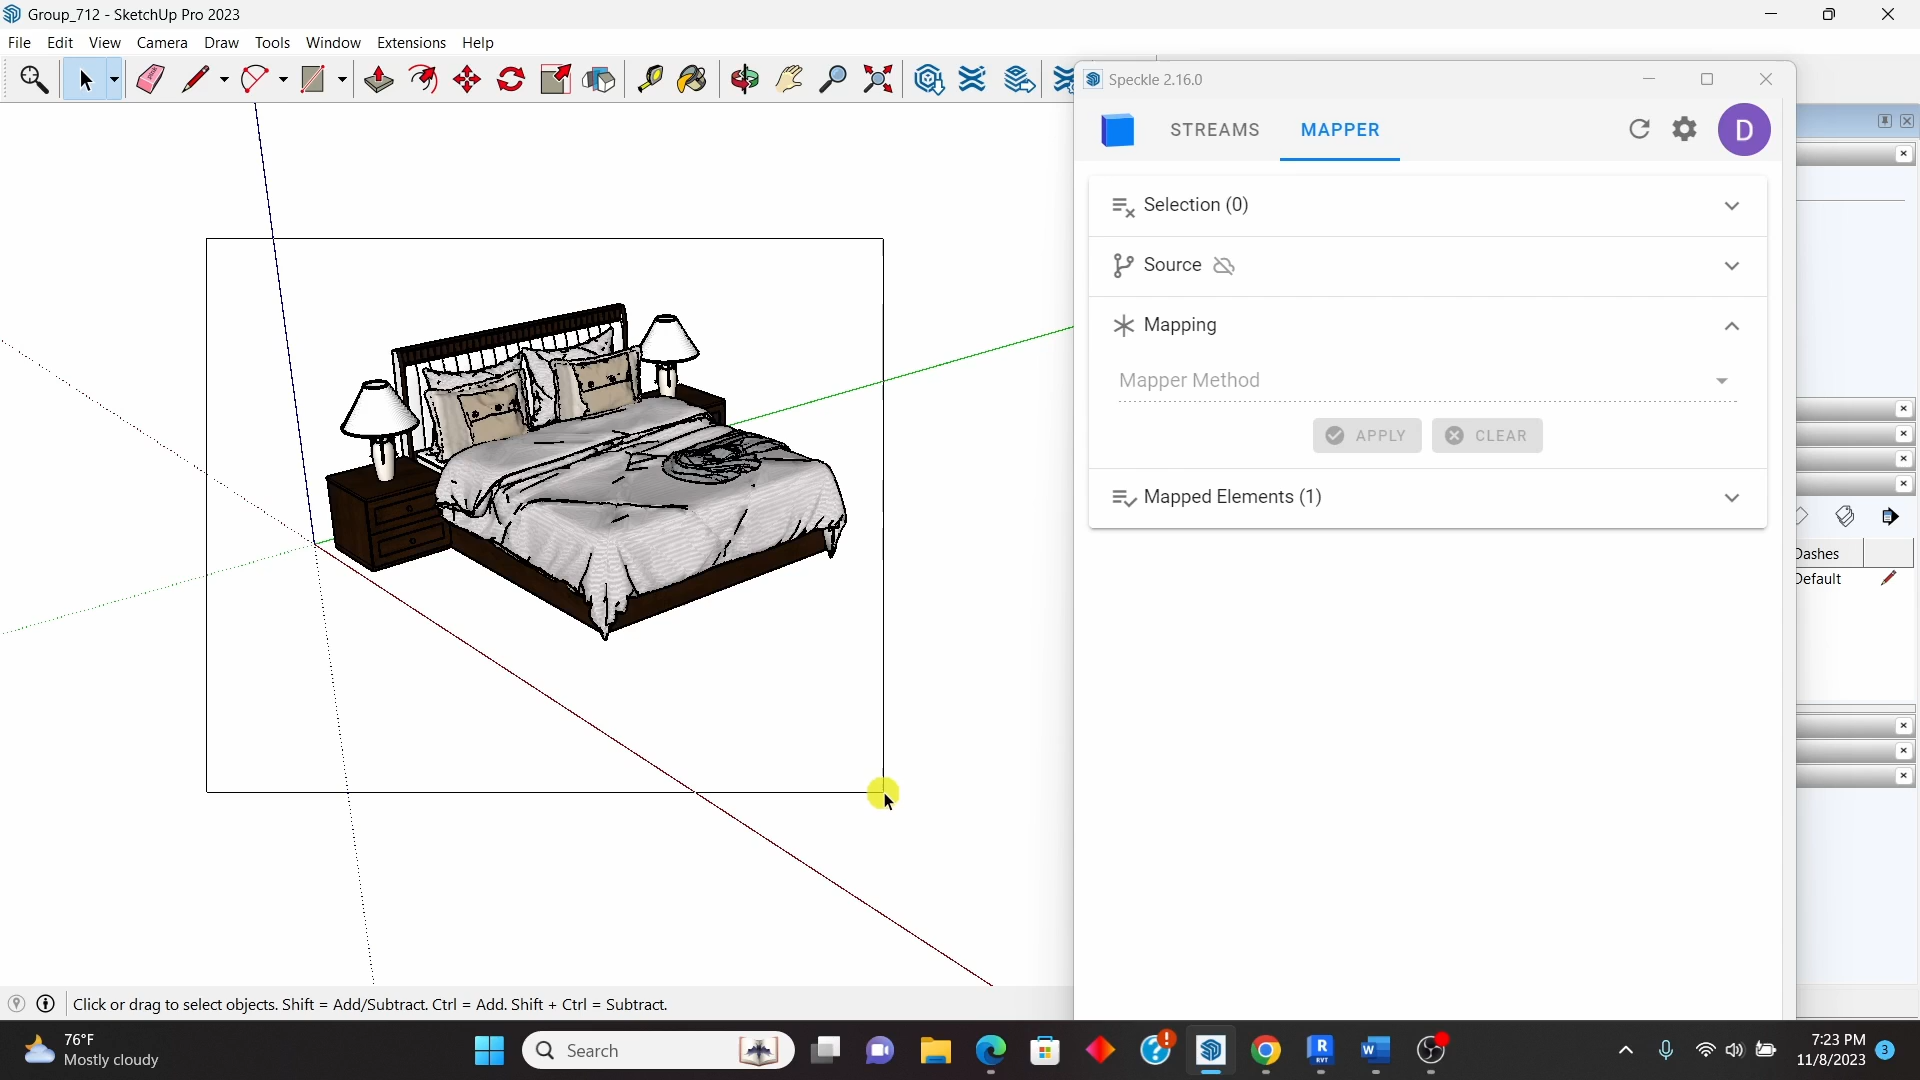 Group_712 - SketchUp Pro 2023
File Edit View Camera Draw Tools Window Extensions Help
Speckle 2.16.0
STREAMS MAPPER
D
Selection (0)
Source
Mapping
Mapper Method
APPLY CLEAR
Mapped Elements (1)
Dashes
Default
Click or drag to select objects. Shift = Add/Subtract. Ctrl = Add. Shift + Ctrl = Subtract.
76°F
Mostly cloudy
Search
R
RVT
W
7:23 PM
11/8/2023
3